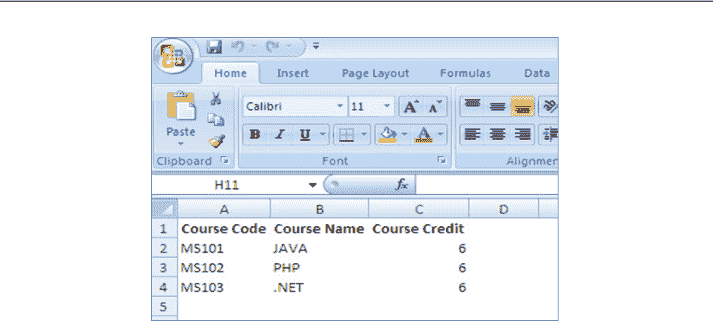 Home Insert Page Layout Formulas Data
Calibri 11 A A
Paste
B I U A
Clipboard Font
H11 fx
A B C D
1 Course Code Course Name Course Credit
2 MS101 JAVA 6
3 MS102 PHP 6
4 MS103 .NET 6
5